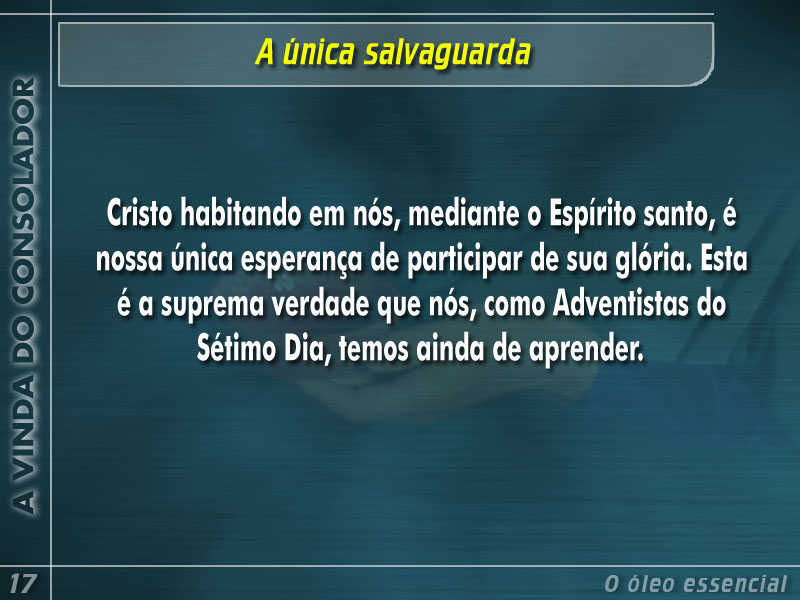 A única salvaguarda
A VINDA DO CONSOLADOR
Cristo habitando em nós, mediante o Espírito santo, é
nossa única esperança de participar de sua glória. Esta
é a suprema verdade que nós, como Adventistas do
Sétimo Dia, temos ainda de aprender.
17
O óleo essencial